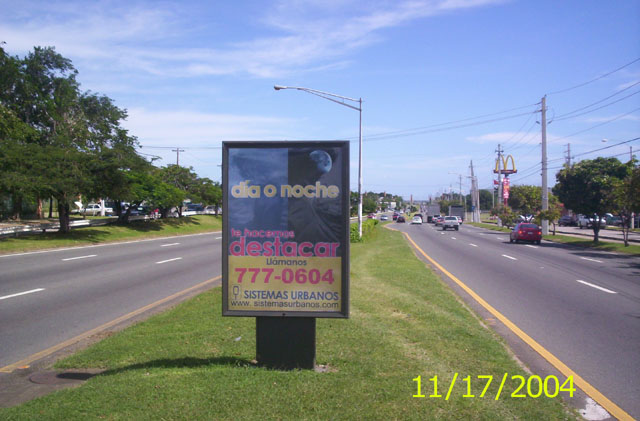 día o noche
te hacemos
destacar
Llámanos
777-0604
SISTEMAS URBANOS
www. sistemasurbanos.com
11/17/2004